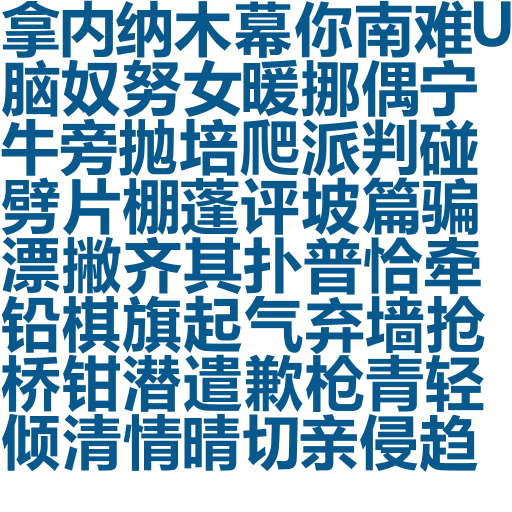 拿内纳木幕你南难U
脑奴努女暖挪偶宁
牛旁抛培爬派判碰
劈片棚蓬评坡篇骗
漂撇齐其扑普恰牵
铅棋旗起气弃墙抢
桥钳潜遣歉枪青轻
倾清情晴切亲侵趋